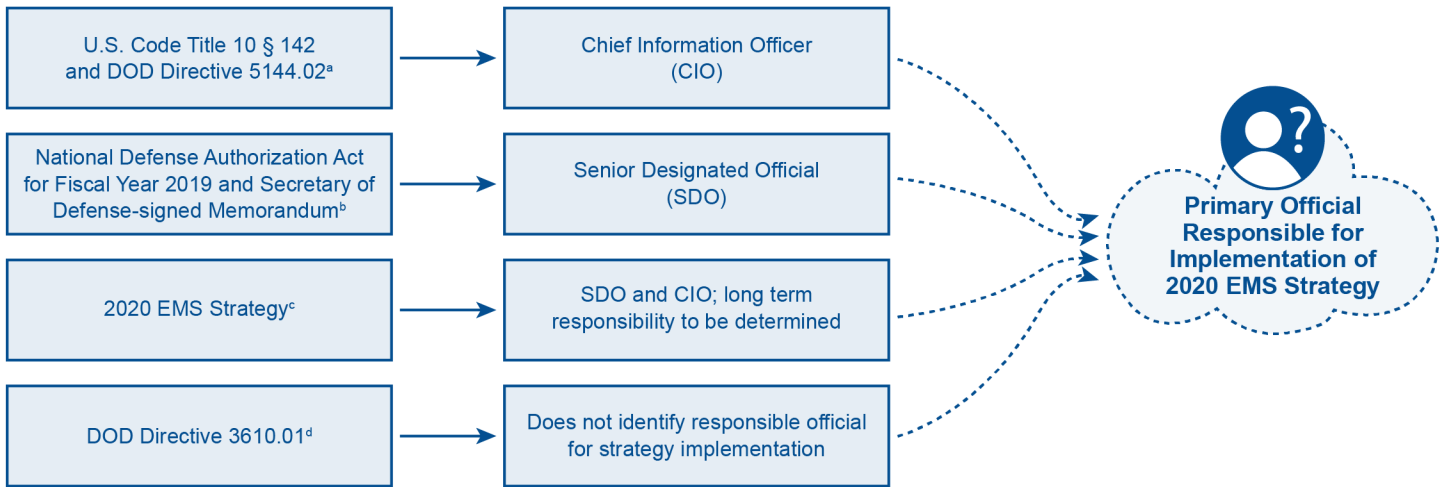 U.S. Code Title 10 § 142
and DOD Directive 5144.02ᵃ
Chief Information Officer
(CIO)
National Defense Authorization Act
for Fiscal Year 2019 and Secretary of
Defense-signed Memorandumᵇ
Senior Designated Official
(SDO)
2020 EMS Strategyᶜ
SDO and CIO; long term
responsibility to be determined
DOD Directive 3610.01ᵈ
Does not identify responsible official
for strategy implementation
?
Primary Official
Responsible for
Implementation of
2020 EMS Strategy